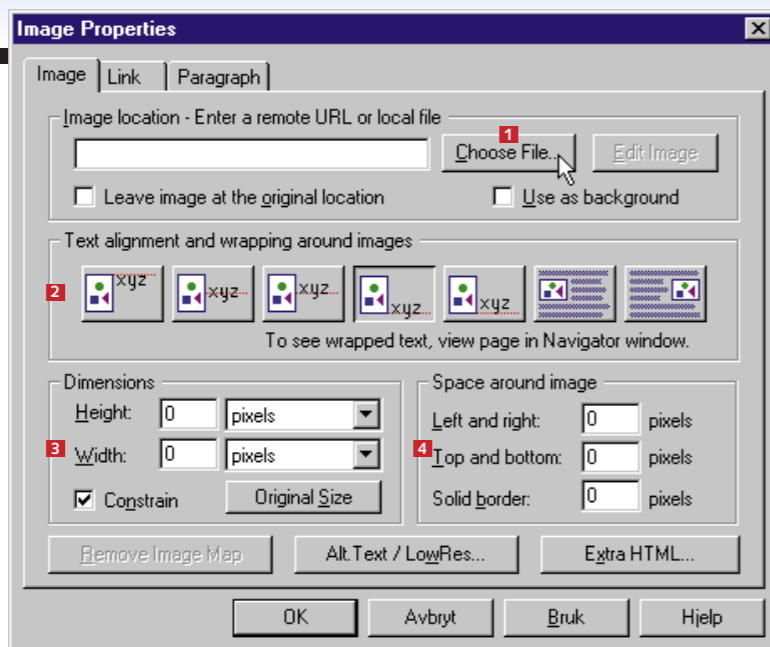 Image Properties
Image Link Paragraph
Image location - Enter a remote URL or local file
1
Choose File... Edit Image
Leave image at the original location Use as background
Text alignment and wrapping around images
2 xyz xyz xyz xyz xyz
To see wrapped text, view page in Navigator window.
Dimensions Space around image
Height: 0 pixels Left and right: 0 pixels
3 Width: 0 pixels 4 Top and bottom: 0 pixels
Constrain Original Size Solid border: 0 pixels
Remove Image Map Alt.Text / LowRes... Extra HTML...
OK Avbryt Bruk Hjelp